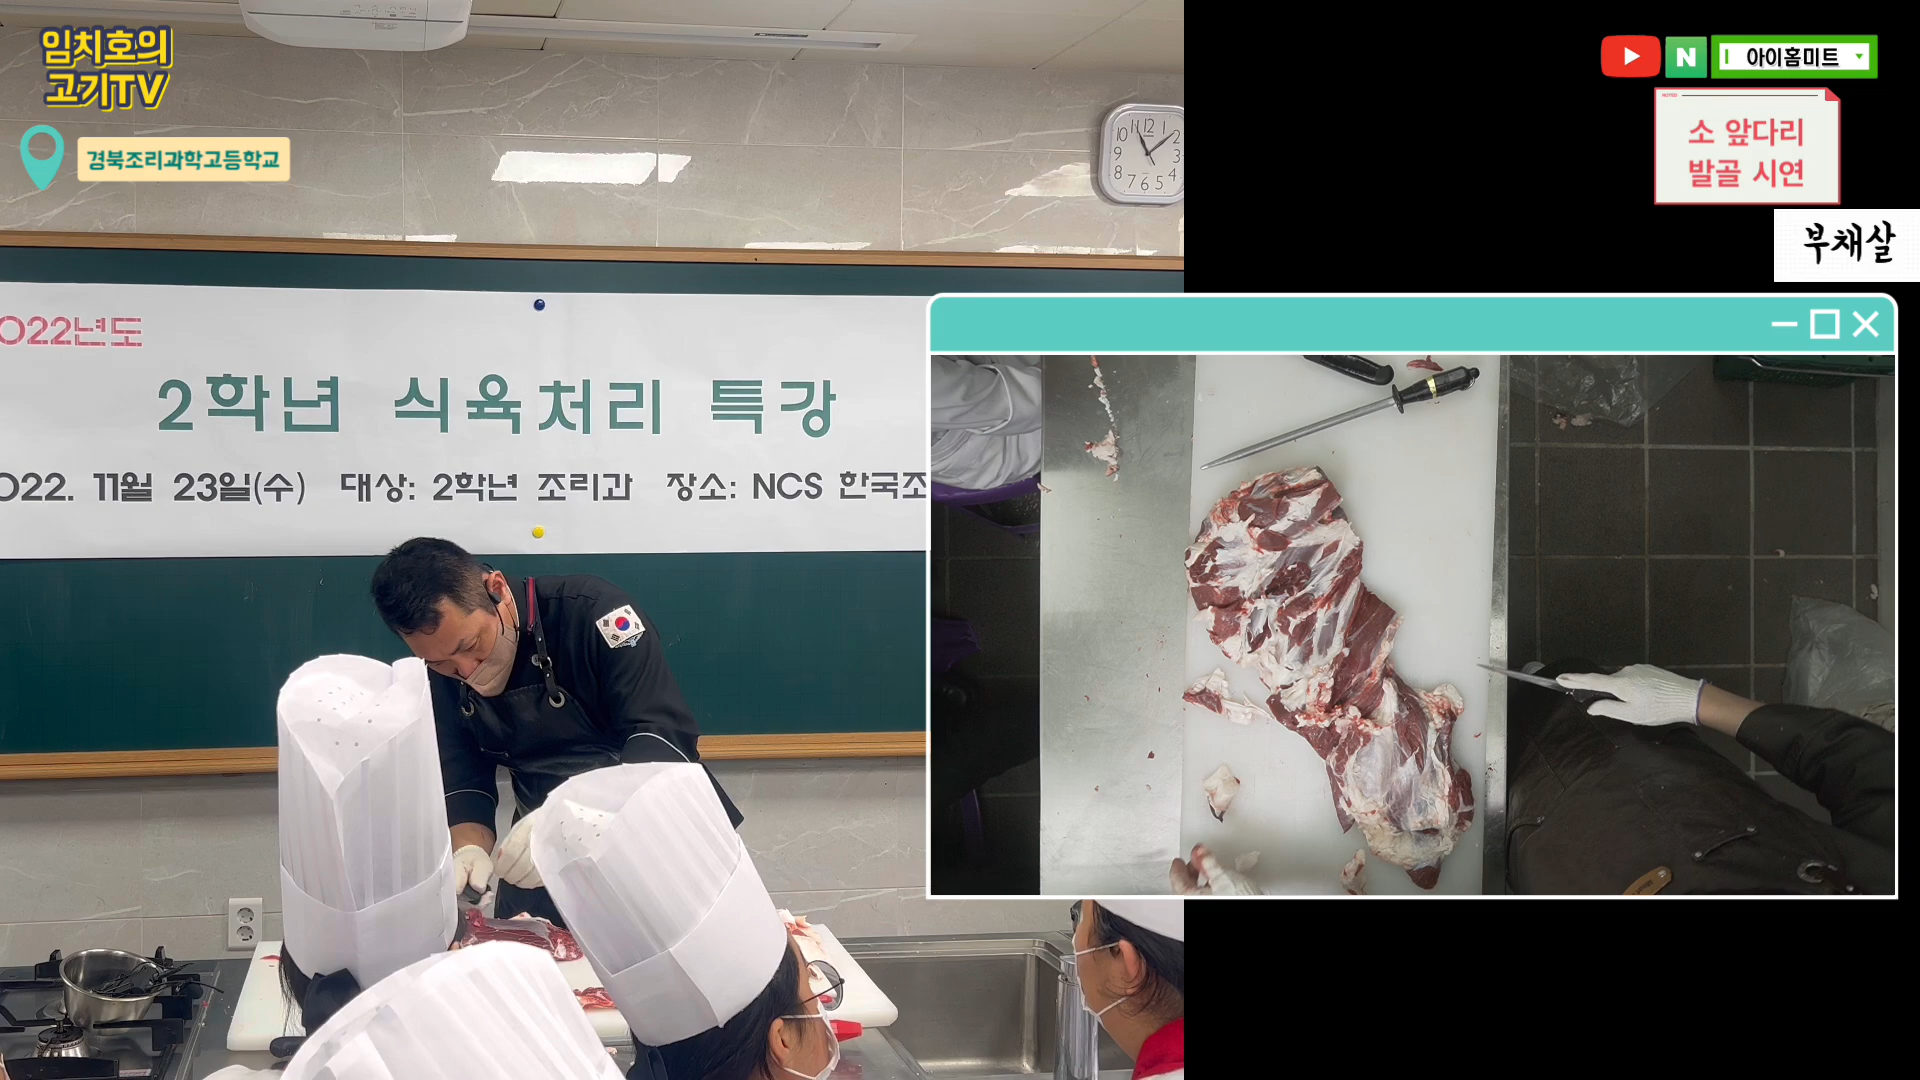 임치호의
고기TV
경북조리과학고등학교
N 아이홈미트
소 앞다리
발골 시연
부채살
022년도
2학년 식육처리 특강
022. 11월 23일(수) 대상: 2학년 조리과 장소: NCS 한국조